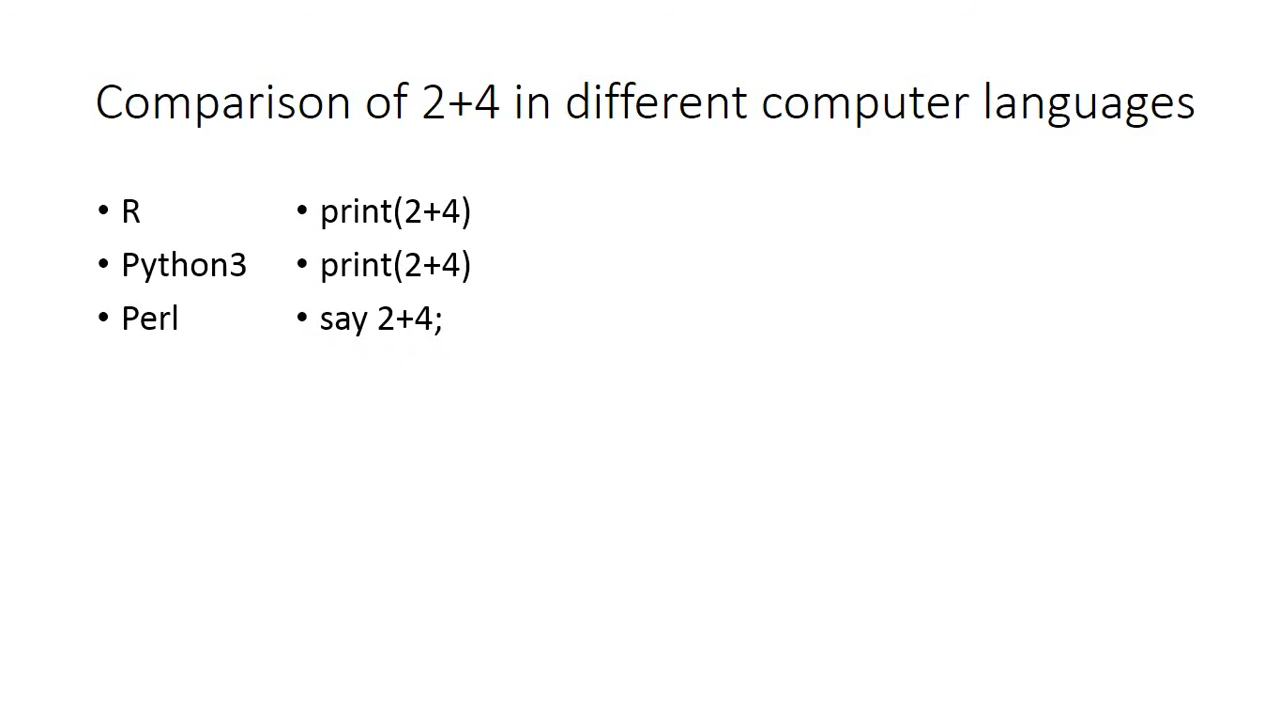 Comparison of 2+4 in different computer languages
• R • print(2+4)
• Python3 • print(2+4)
• Perl • say 2+4;